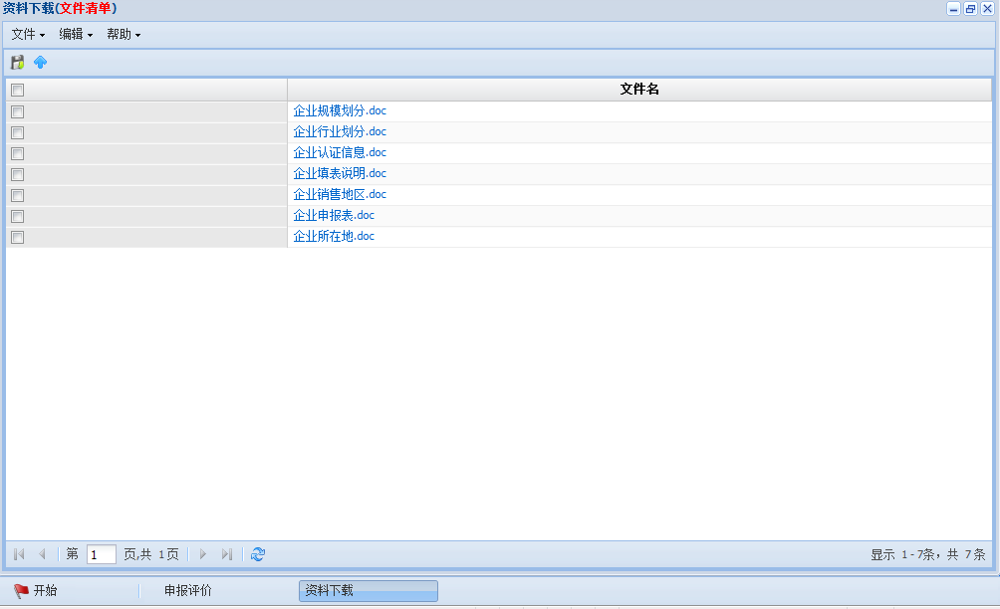 资料下载(文件清单)
文件 编辑 帮助
文件名
企业规模划分.doc
企业行业划分.doc
企业认证信息.doc
企业填表说明.doc
企业销售地区.doc
企业申报表.doc
企业所在地.doc
第 1 页,共 1页 显示 1-7条，共 7条
开始 申报评价 资料下载